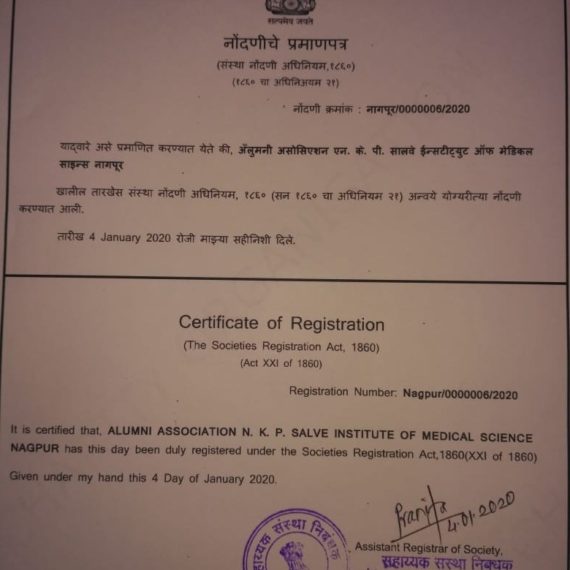 सत्यमेव जयते
नोंदणीचे प्रमाणपत्र
(संस्था नोंदणी अधिनियम,१८६०)
(१८६० चा अधिनिअयम २१)
नोंदणी क्रमांक : नागपूर/0000006/2020
याद्वारे असे प्रमाणित करण्यात येते की, ॲलुमनी असोसिएशन एन. के. पी. साल्वे ईन्सटीट्युट ऑफ मेडिकल
साइन्स नागपूर
खालील तारखेस संस्था नोंदणी अधिनियम, १८६० (सन १८६० चा अधिनियम २१) अन्वये योग्यरीत्या नोंदणी
करण्यात आली.
तारीख 4 January 2020 रोजी माझ्या सहीनिशी दिले.
Certificate of Registration
(The Societies Registration Act, 1860)
(Act XXI of 1860)
Registration Number: Nagpur/0000006/2020
It is certified that, ALUMNI ASSOCIATION N. K. P. SALVE INSTITUTE OF MEDICAL SCIENCE
NAGPUR has this day been duly registered under the Societies Registration Act,1860(XXI of 1860)
Given under my hand this 4 Day of January 2020.
4.01.2020
सहाय्यक संस्था निबंधक
Assistant Registrar of Society,
सहाय्यक संस्था निबंधक